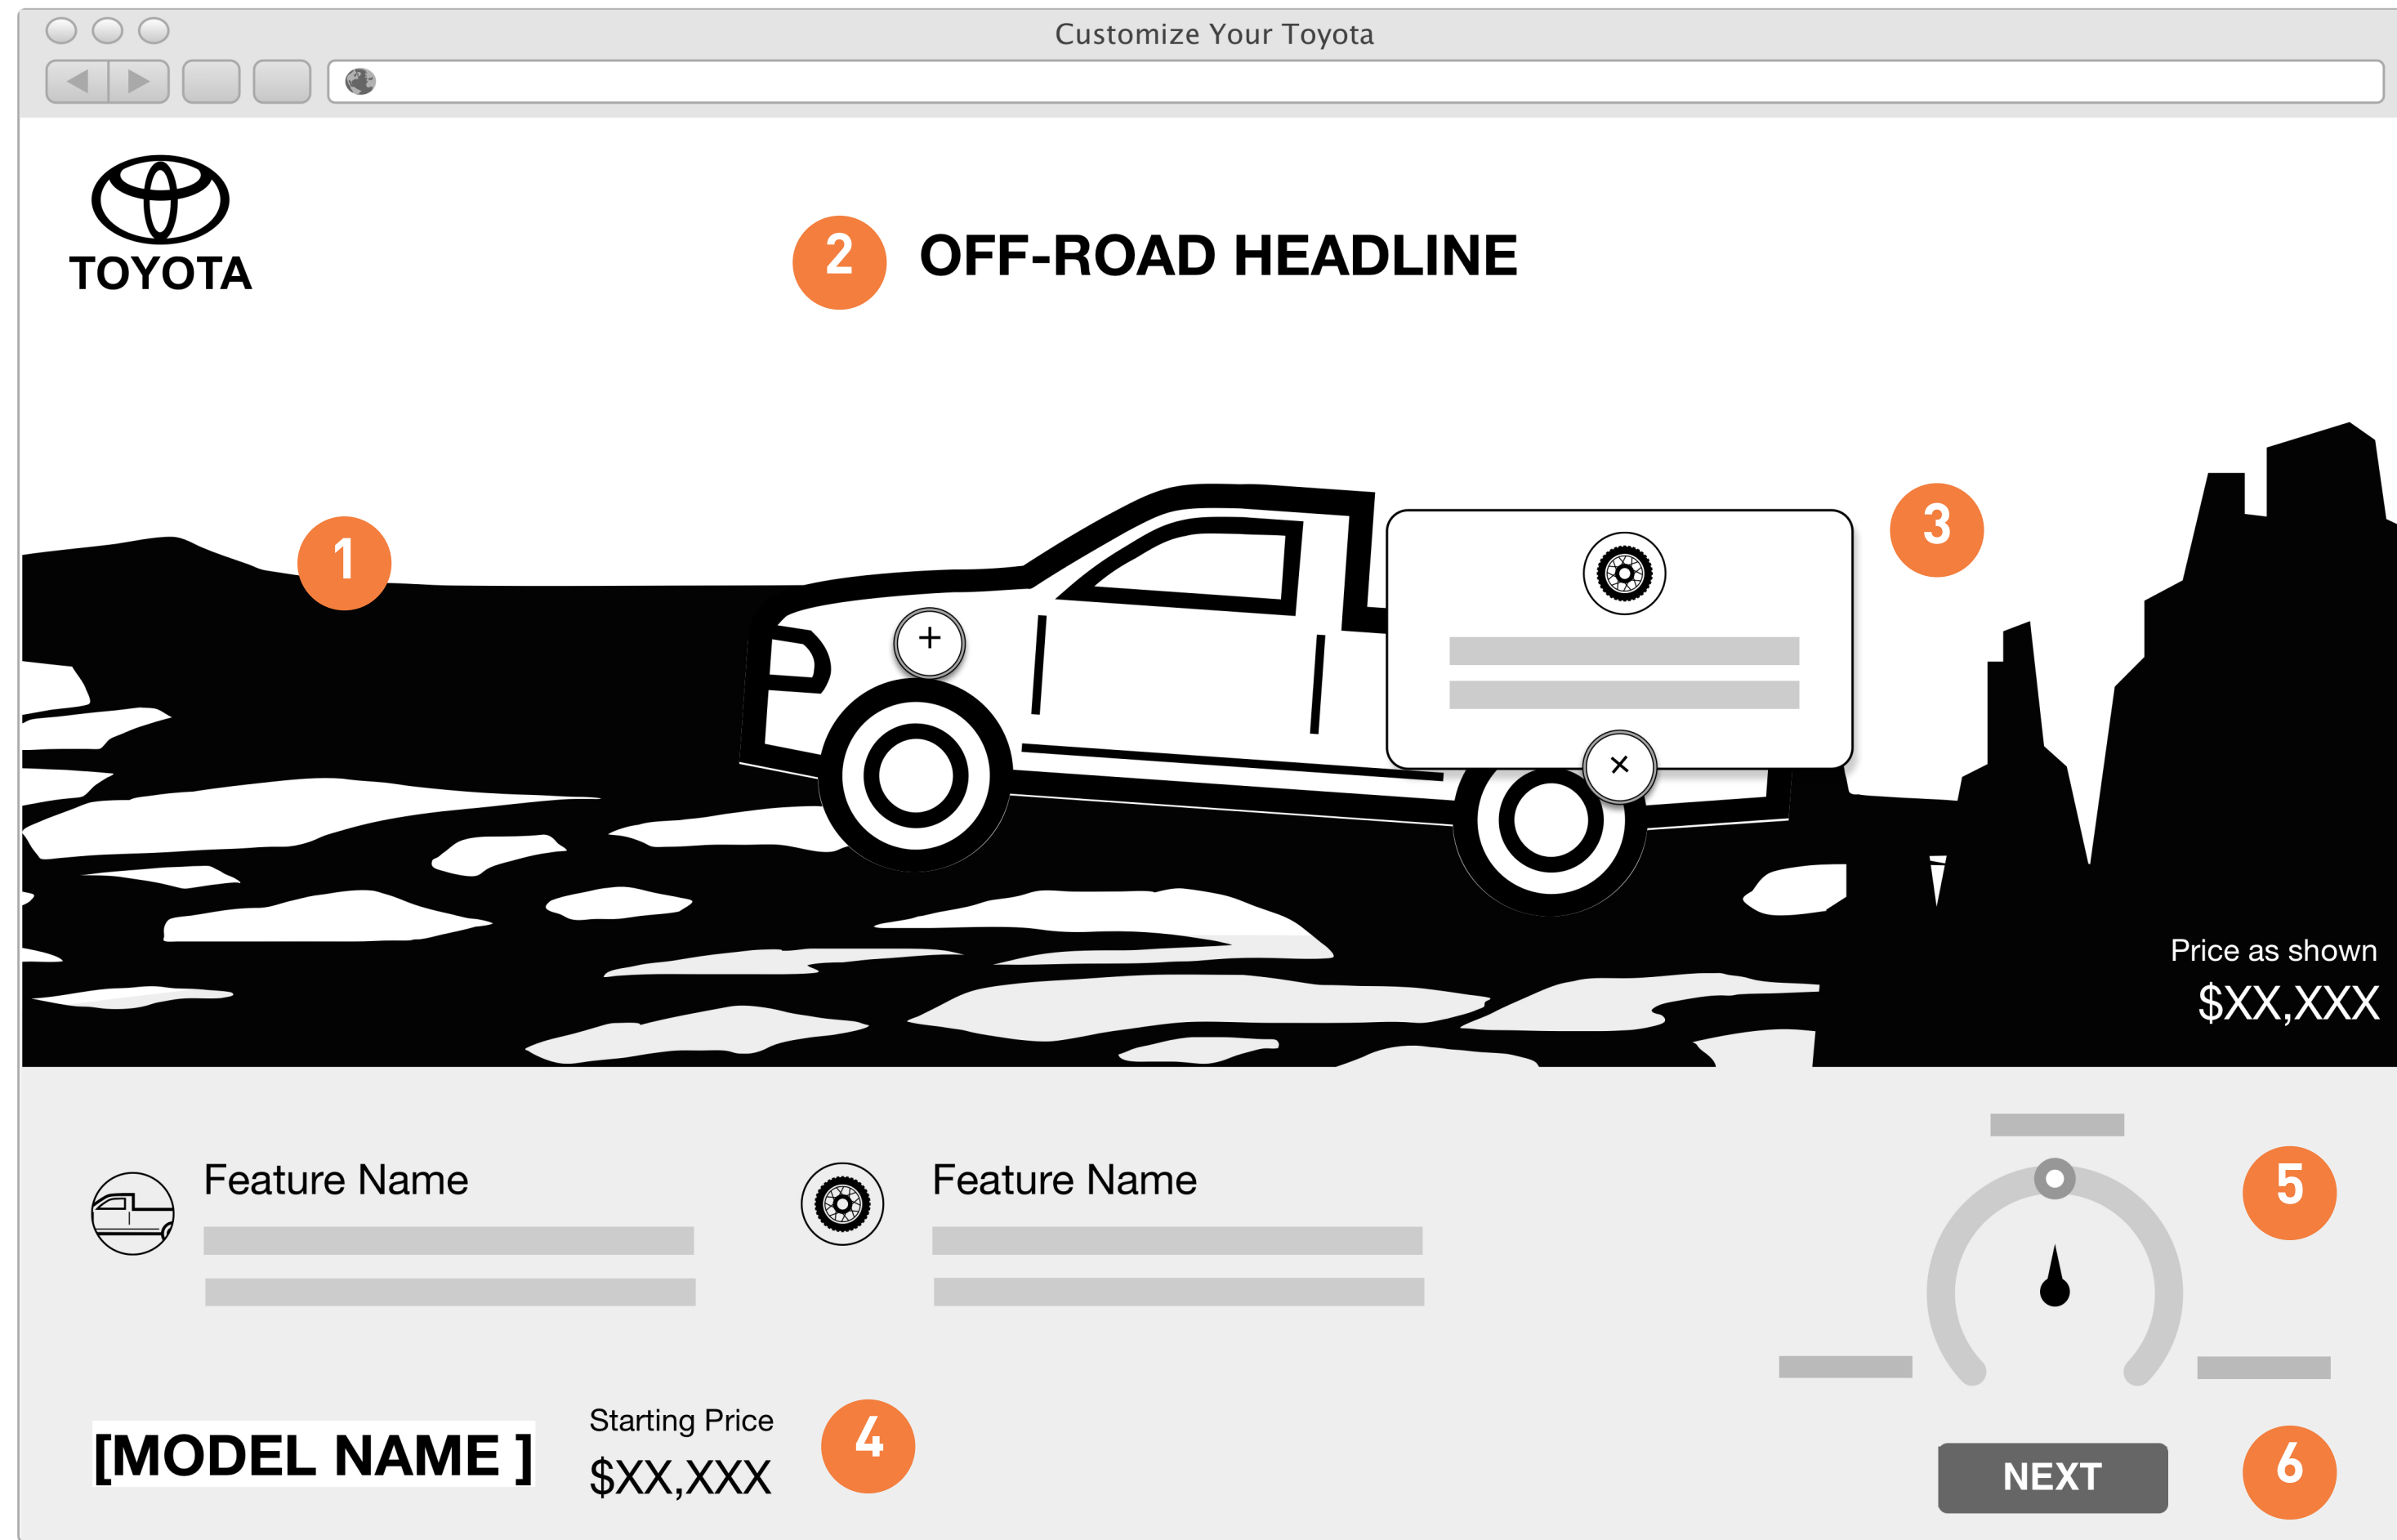 Customize Your Toyota
TOYOTA
2
OFF-ROAD HEADLINE
1
3
+
×
Price as shown
$XX,XXX
Feature Name
Feature Name
5
[MODEL NAME ]
Starting Price
$XX,XXX
4
NEXT
6